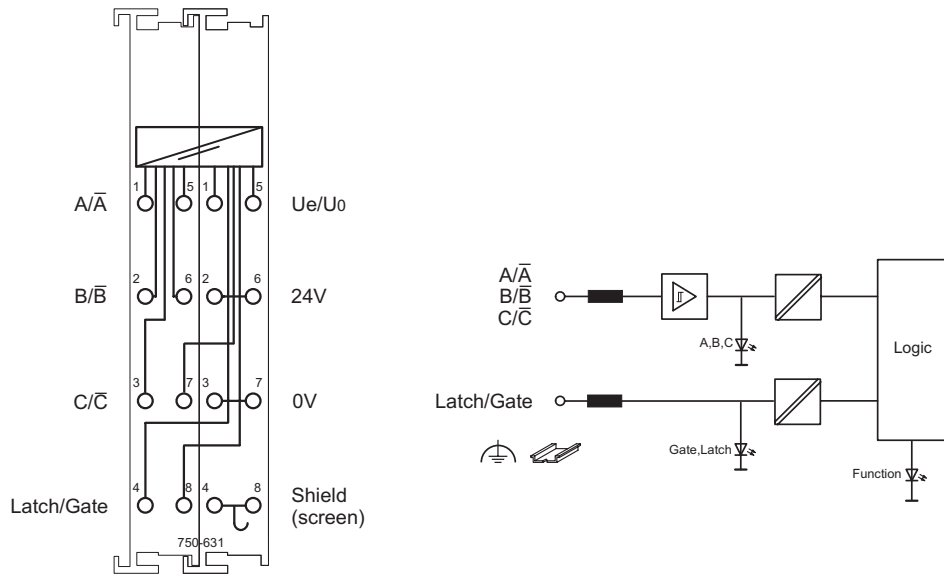 1 5 1 5
A/A̅ Ue/U0
2 6 2 6
B/B̅ 24V
3 7 3 7
C/C̅ 0V
4 8 4 8
Latch/Gate Shield
(screen)
750-631
A/A̅
B/B̅
C/C̅
A,B,C
Logic
Latch/Gate
Gate,Latch
Function